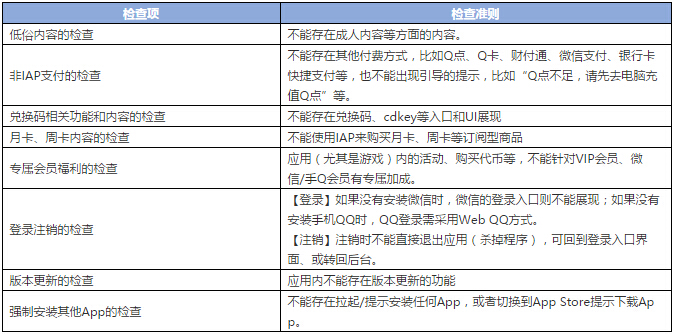 检查项 检查准则
低俗内容的检查 不能存在成人内容等方面的内容。
非IAP支付的检查 不能存在其他付费方式，比如Q点、Q卡、财付通、微信支付、银行卡
快捷支付等，也不能出现引导的提示，比如“Q点不足，请先去电脑充
值Q点”等。
兑换码相关功能和内容的检查 不能存在兑换码、cdkey等入口和UI展现
月卡、周卡内容的检查 不能使用IAP来购买月卡、周卡等订阅型商品
专属会员福利的检查 应用（尤其是游戏）内的活动、购买代币等，不能针对VIP会员、微
信/手Q会员有专属加成。
登录注销的检查 【登录】如果没有安装微信时，微信的登录入口则不能展现；如果没有
安装手机QQ时，QQ登录需采用Web QQ方式。
【注销】注销时不能直接退出应用（杀掉程序），可回到登录入口界
面、或转回后台。
版本更新的检查 应用内不能存在版本更新的功能
强制安装其他App的检查 不能存在拉起/提示安装任何App，或者切换到App Store提示下载Ap
p。